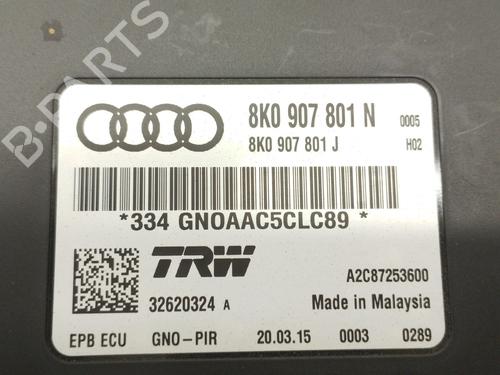 B-PARTS
8K0 907 801 N 0005
8K0 907 801 J H02
*334 GNOAAC5CLC89 *
TRW
A2C87253600
32620324 A Made in Malaysia
EPB ECU GNO-PIR 20.03.15 0003 0289